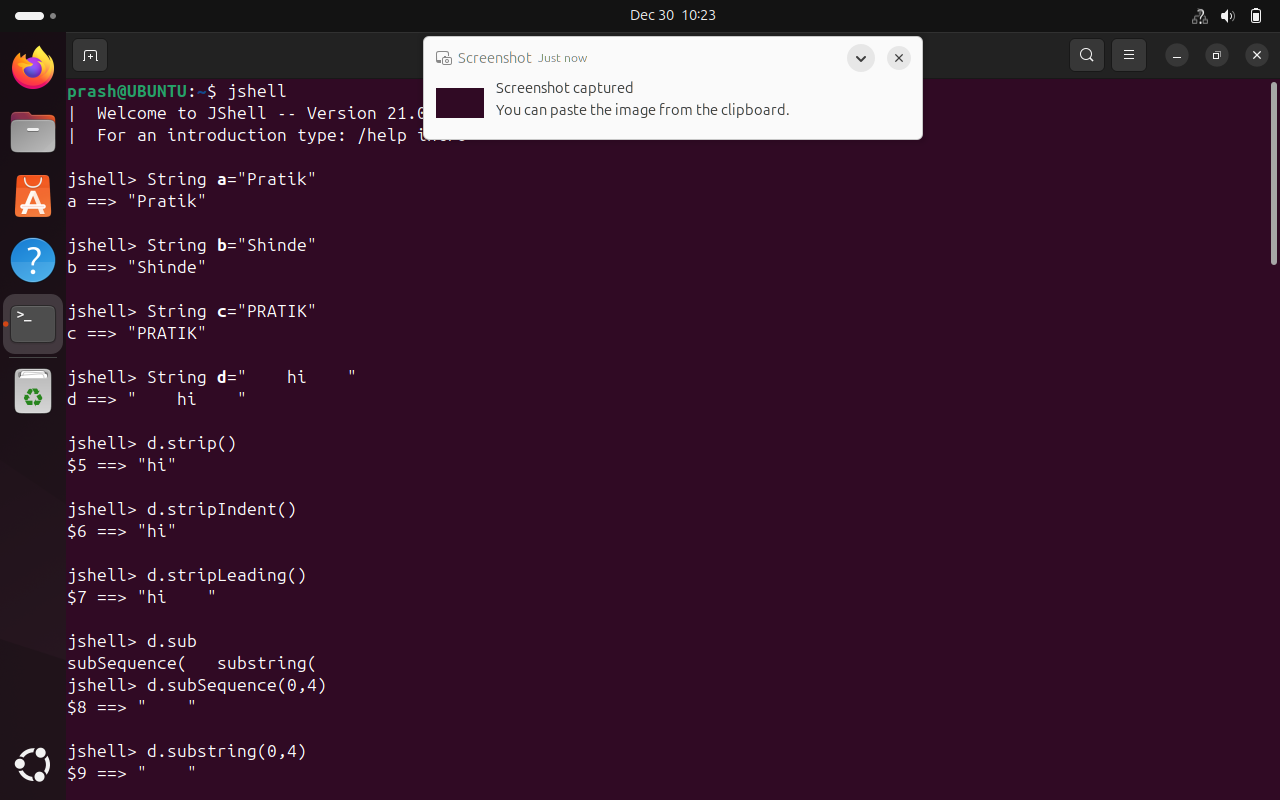 Dec 30 10:23
Screenshot Just now
Screenshot captured
You can paste the image from the clipboard.
prash@UBUNTU:~$ jshell
| Welcome to JShell -- Version 21.0
| For an introduction type: /help intro
jshell> String a="Pratik"
a ==> "Pratik"
jshell> String b="Shinde"
b ==> "Shinde"
jshell> String c="PRATIK"
c ==> "PRATIK"
jshell> String d="    hi    "
d ==> "    hi    "
jshell> d.strip()
$5 ==> "hi"
jshell> d.stripIndent()
$6 ==> "hi"
jshell> d.stripLeading()
$7 ==> "hi    "
jshell> d.sub
subSequence(   substring(
jshell> d.subSequence(0,4)
$8 ==> "    "
jshell> d.substring(0,4)
$9 ==> "    "